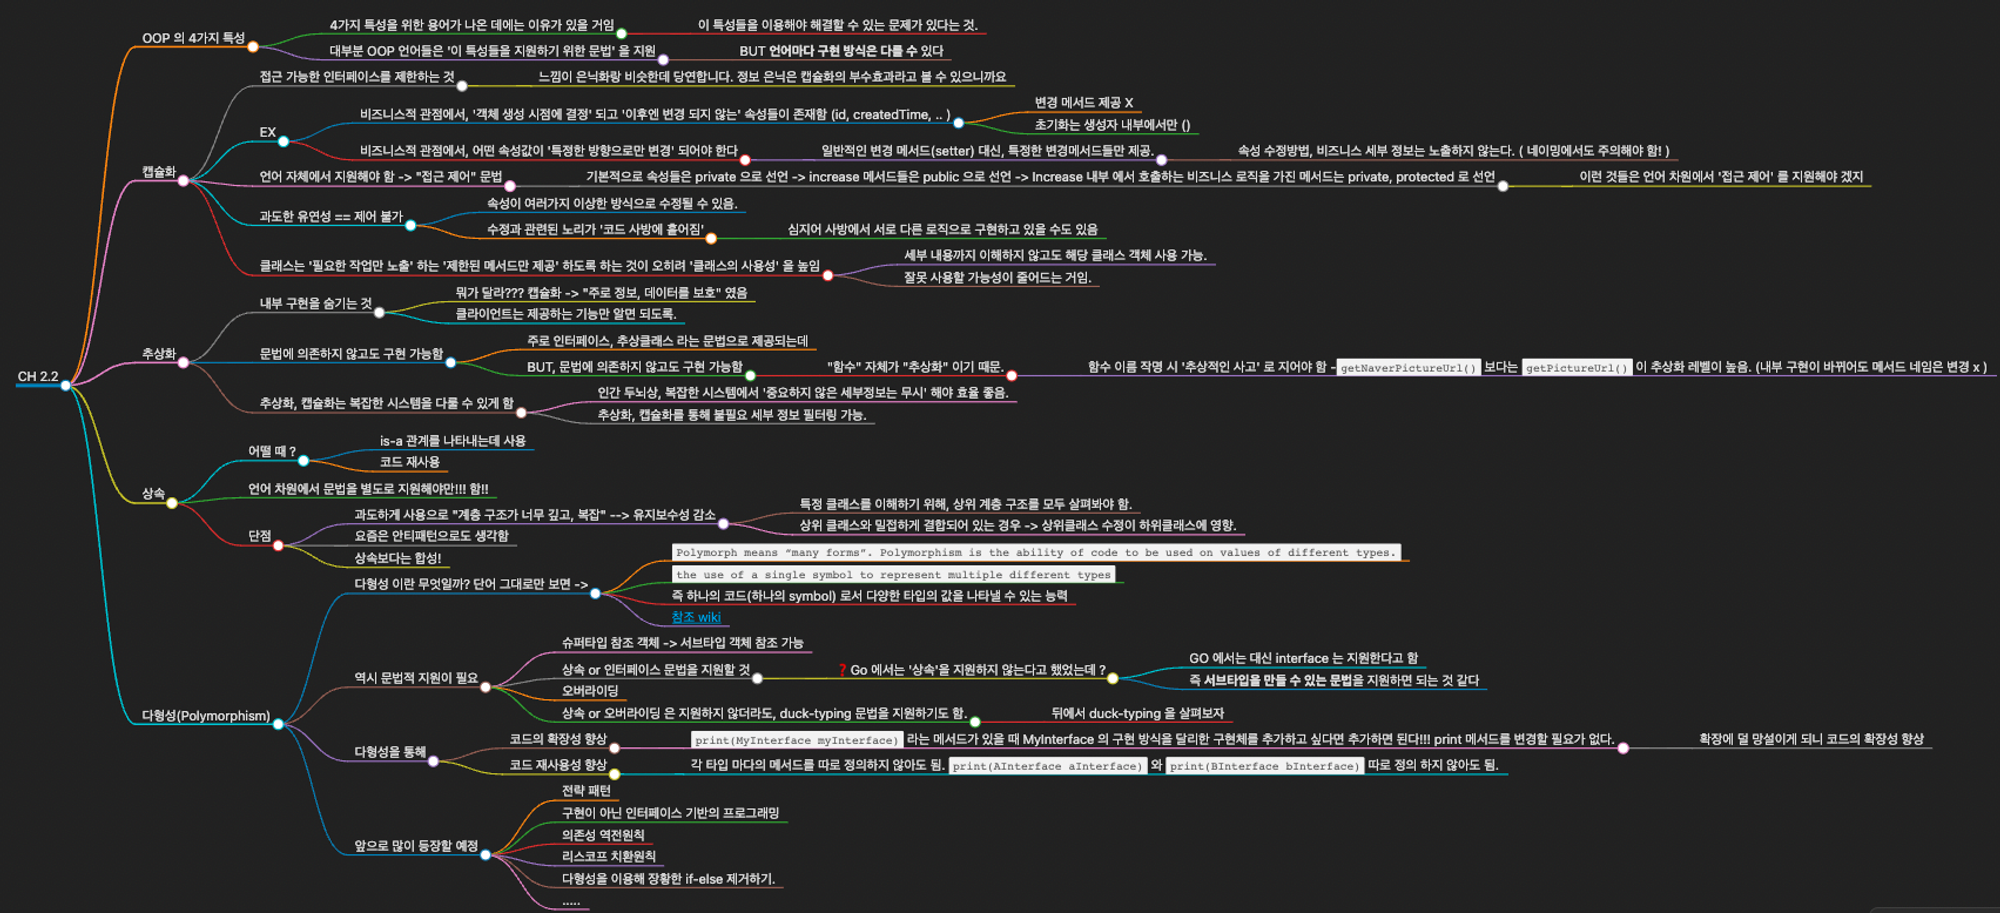 CH 2.2
OOP 의 4가지 특성
4가지 특성을 위한 용어가 나온 데에는 이유가 있을 거임
이 특성들을 이용해야 해결할 수 있는 문제가 있다는 것.
대부분 OOP 언어들은 '이 특성들을 지원하기 위한 문법' 을 지원
BUT 언어마다 구현 방식은 다를 수 있다
캡슐화
접근 가능한 인터페이스를 제한하는 것
느낌이 은닉화랑 비슷한데 당연합니다. 정보 은닉은 캡슐화의 부수효과라고 볼 수 있으니까요
EX
비즈니스적 관점에서, '객체 생성 시점에 결정' 되고 '이후엔 변경 되지 않는' 속성들이 존재함 (id, createdTime, .. )
변경 메서드 제공 X
초기화는 생성자 내부에서만 ()
비즈니스적 관점에서, 어떤 속성값이 '특정한 방향으로만 변경' 되어야 한다
일반적인 변경 메서드(setter) 대신, 특정한 변경메서드들만 제공.
속성 수정방법, 비즈니스 세부 정보는 노출하지 않는다. ( 네이밍에서도 주의해야 함! )
언어 자체에서 지원해야 함 -> "접근 제어" 문법
기본적으로 속성들은 private 으로 선언 -> increase 메서드들은 public 으로 선언 -> Increase 내부 에서 호출하는 비즈니스 로직을 가진 메서드는 private, protected 로 선언
이런 것들은 언어 차원에서 '접근 제어' 를 지원해야 겠지
과도한 유연성 == 제어 불가
속성이 여러가지 이상한 방식으로 수정될 수 있음.
수정과 관련된 노리가 '코드 사방에 흩어짐'
심지어 사방에서 서로 다른 로직으로 구현하고 있을 수도 있음
클래스는 '필요한 작업만 노출' 하는 '제한된 메서드만 제공' 하도록 하는 것이 오히려 '클래스의 사용성' 을 높임
세부 내용까지 이해하지 않고도 해당 클래스 객체 사용 가능.
잘못 사용할 가능성이 줄어드는 거임.
추상화
내부 구현을 숨기는 것
뭐가 달라??? 캡슐화 -> "주로 정보, 데이터를 보호" 였음
클라이언트는 제공하는 기능만 알면 되도록.
문법에 의존하지 않고도 구현 가능함
주로 인터페이스, 추상클래스 라는 문법으로 제공되는데
BUT, 문법에 의존하지 않고도 구현 가능함
"함수" 자체가 "추상화" 이기 때문.
함수 이름 작명 시 '추상적인 사고' 로 지어야 함 - getNaverPictureUrl() 보다는 getPictureUrl() 이 추상화 레벨이 높음. (내부 구현이 바뀌어도 메서드 네임은 변경 x )
추상화, 캡슐화는 복잡한 시스템을 다룰 수 있게 함
인간 두뇌상, 복잡한 시스템에서 '중요하지 않은 세부정보는 무시' 해야 효율 좋음.
추상화, 캡슐화를 통해 불필요 세부 정보 필터링 가능.
상속
어떨 때 ?
is-a 관계를 나타내는데 사용
코드 재사용
언어 차원에서 문법을 별도로 지원해야만!!! 함!!
단점
과도하게 사용으로 "계층 구조가 너무 깊고, 복잡" --> 유지보수성 감소
특정 클래스를 이해하기 위해, 상위 계층 구조를 모두 살펴봐야 함.
상위 클래스와 밀접하게 결합되어 있는 경우 -> 상위클래스 수정이 하위클래스에 영향.
요즘은 안티패턴으로도 생각함
상속보다는 합성!
다형성(Polymorphism)
다형성 이란 무엇일까? 단어 그대로만 보면 ->
Polymorph means “many forms”. Polymorphism is the ability of code to be used on values of different types.
the use of a single symbol to represent multiple different types
즉 하나의 코드(하나의 symbol) 로서 다양한 타입의 값을 나타낼 수 있는 능력
참조 wiki
역시 문법적 지원이 필요
슈퍼타입 참조 객체 -> 서브타입 객체 참조 가능
상속 or 인터페이스 문법을 지원할 것
❓ Go 에서는 '상속'을 지원하지 않는다고 했었는데 ?
GO 에서는 대신 interface 는 지원한다고 함
즉 서브타입을 만들 수 있는 문법을 지원하면 되는 것 같다
오버라이딩
상속 or 오버라이딩 은 지원하지 않더라도, duck-typing 문법을 지원하기도 함.
뒤에서 duck-typing 을 살펴보자
다형성을 통해
코드의 확장성 향상
print(MyInterface myInterface) 라는 메서드가 있을 때 MyInterface 의 구현 방식을 달리한 구현체를 추가하고 싶다면 추가하면 된다!!! print 메서드를 변경할 필요가 없다.
확장에 덜 망설이게 되니 코드의 확장성 향상
코드 재사용성 향상
각 타입 마다의 메서드를 따로 정의하지 않아도 됨. print(AInterface aInterface) 와 print(BInterface bInterface) 따로 정의 하지 않아도 됨.
앞으로 많이 등장할 예정
전략 패턴
구현이 아닌 인터페이스 기반의 프로그래밍
의존성 역전원칙
리스코프 치환원칙
다형성을 이용해 장황한 if-else 제거하기.
.....